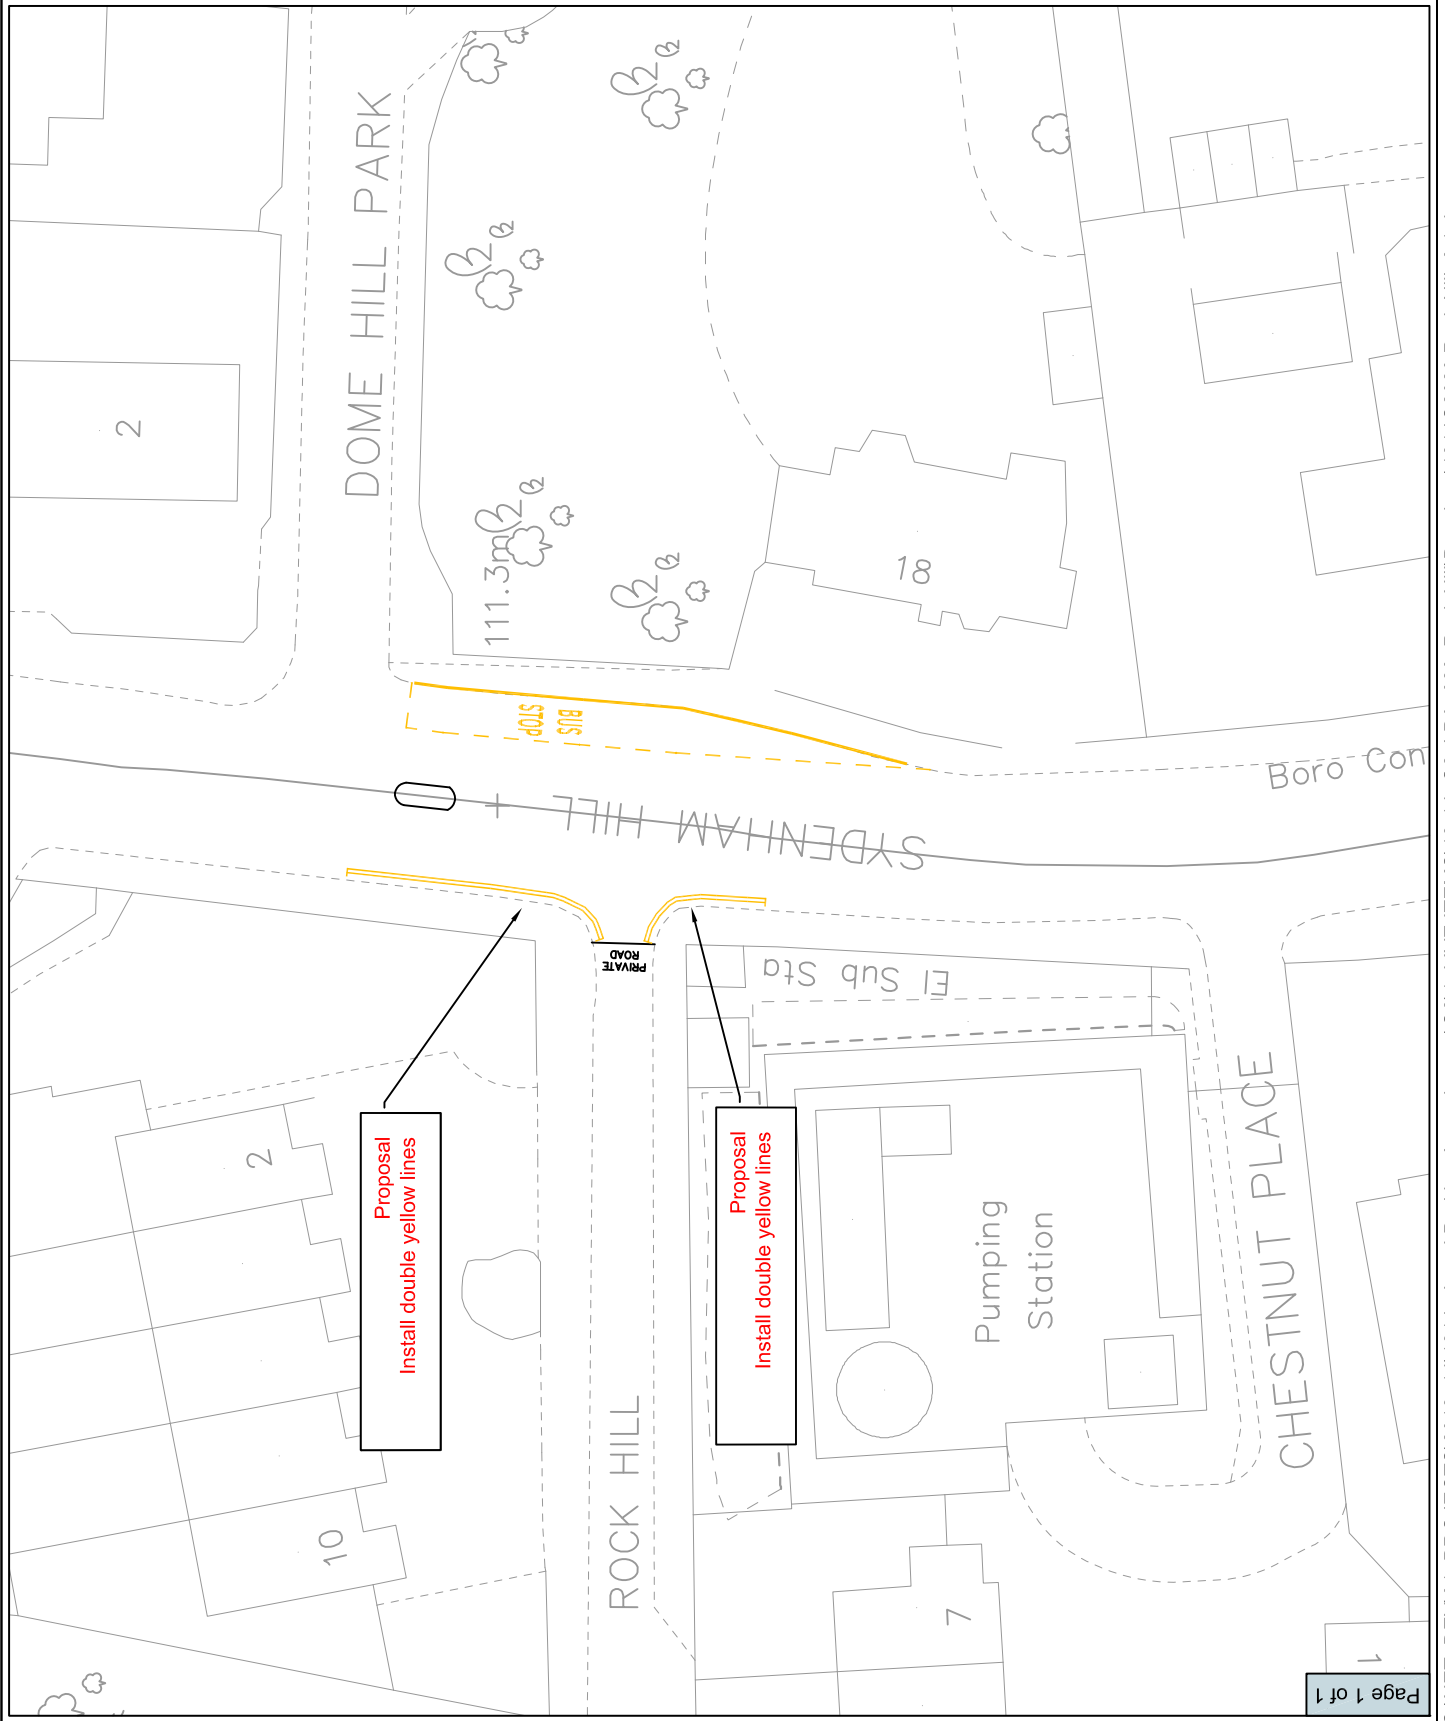 DOME HILL PARK
2
111.3m
18
BUS
STOP
Boro Con
SYDENHAM HILL
+
PRIVATE
ROAD
El Sub Sta
Proposal
Install double yellow lines
Proposal
Install double yellow lines
2
10
ROCK HILL
Pumping
Station
CHESTNUT PLACE
7
1
Page 1 of 1